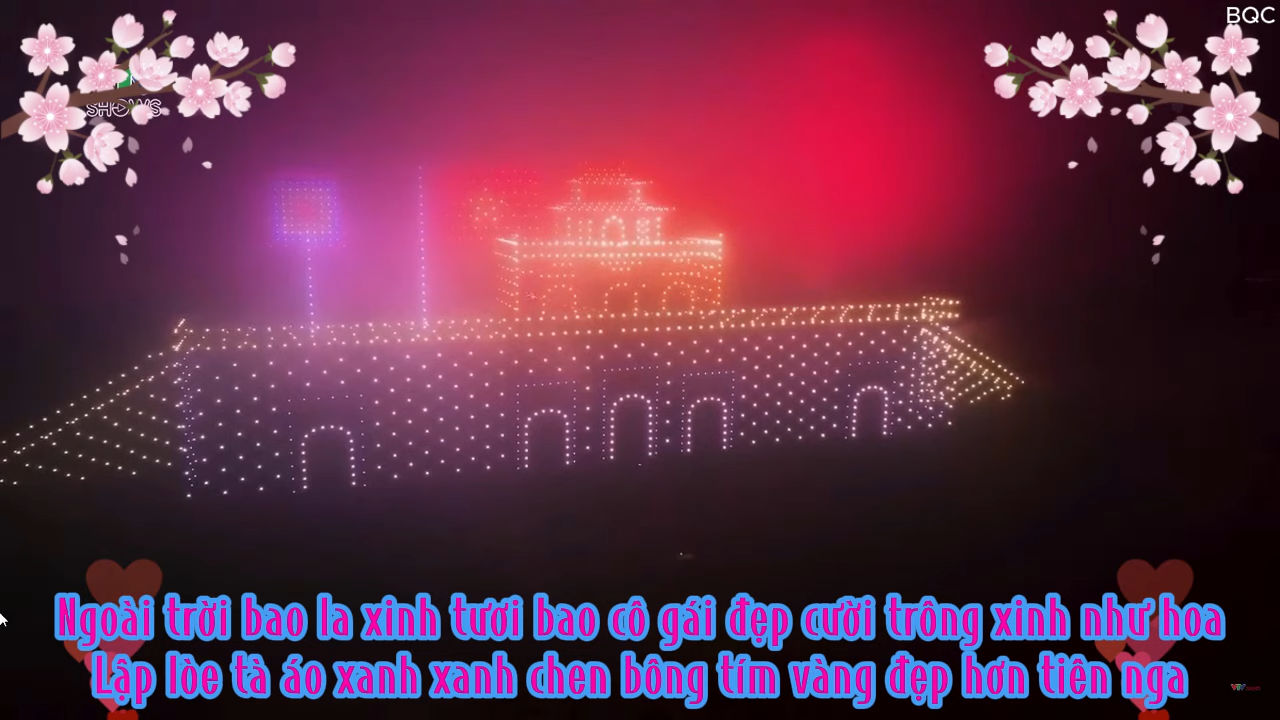 BQC
SHOWS
Ngoài trời bao la xinh tươi bao cô gái đẹp cười trông xinh như hoa
Lập lòe tà áo xanh xanh chen bông tím vàng đẹp hơn tiên nga